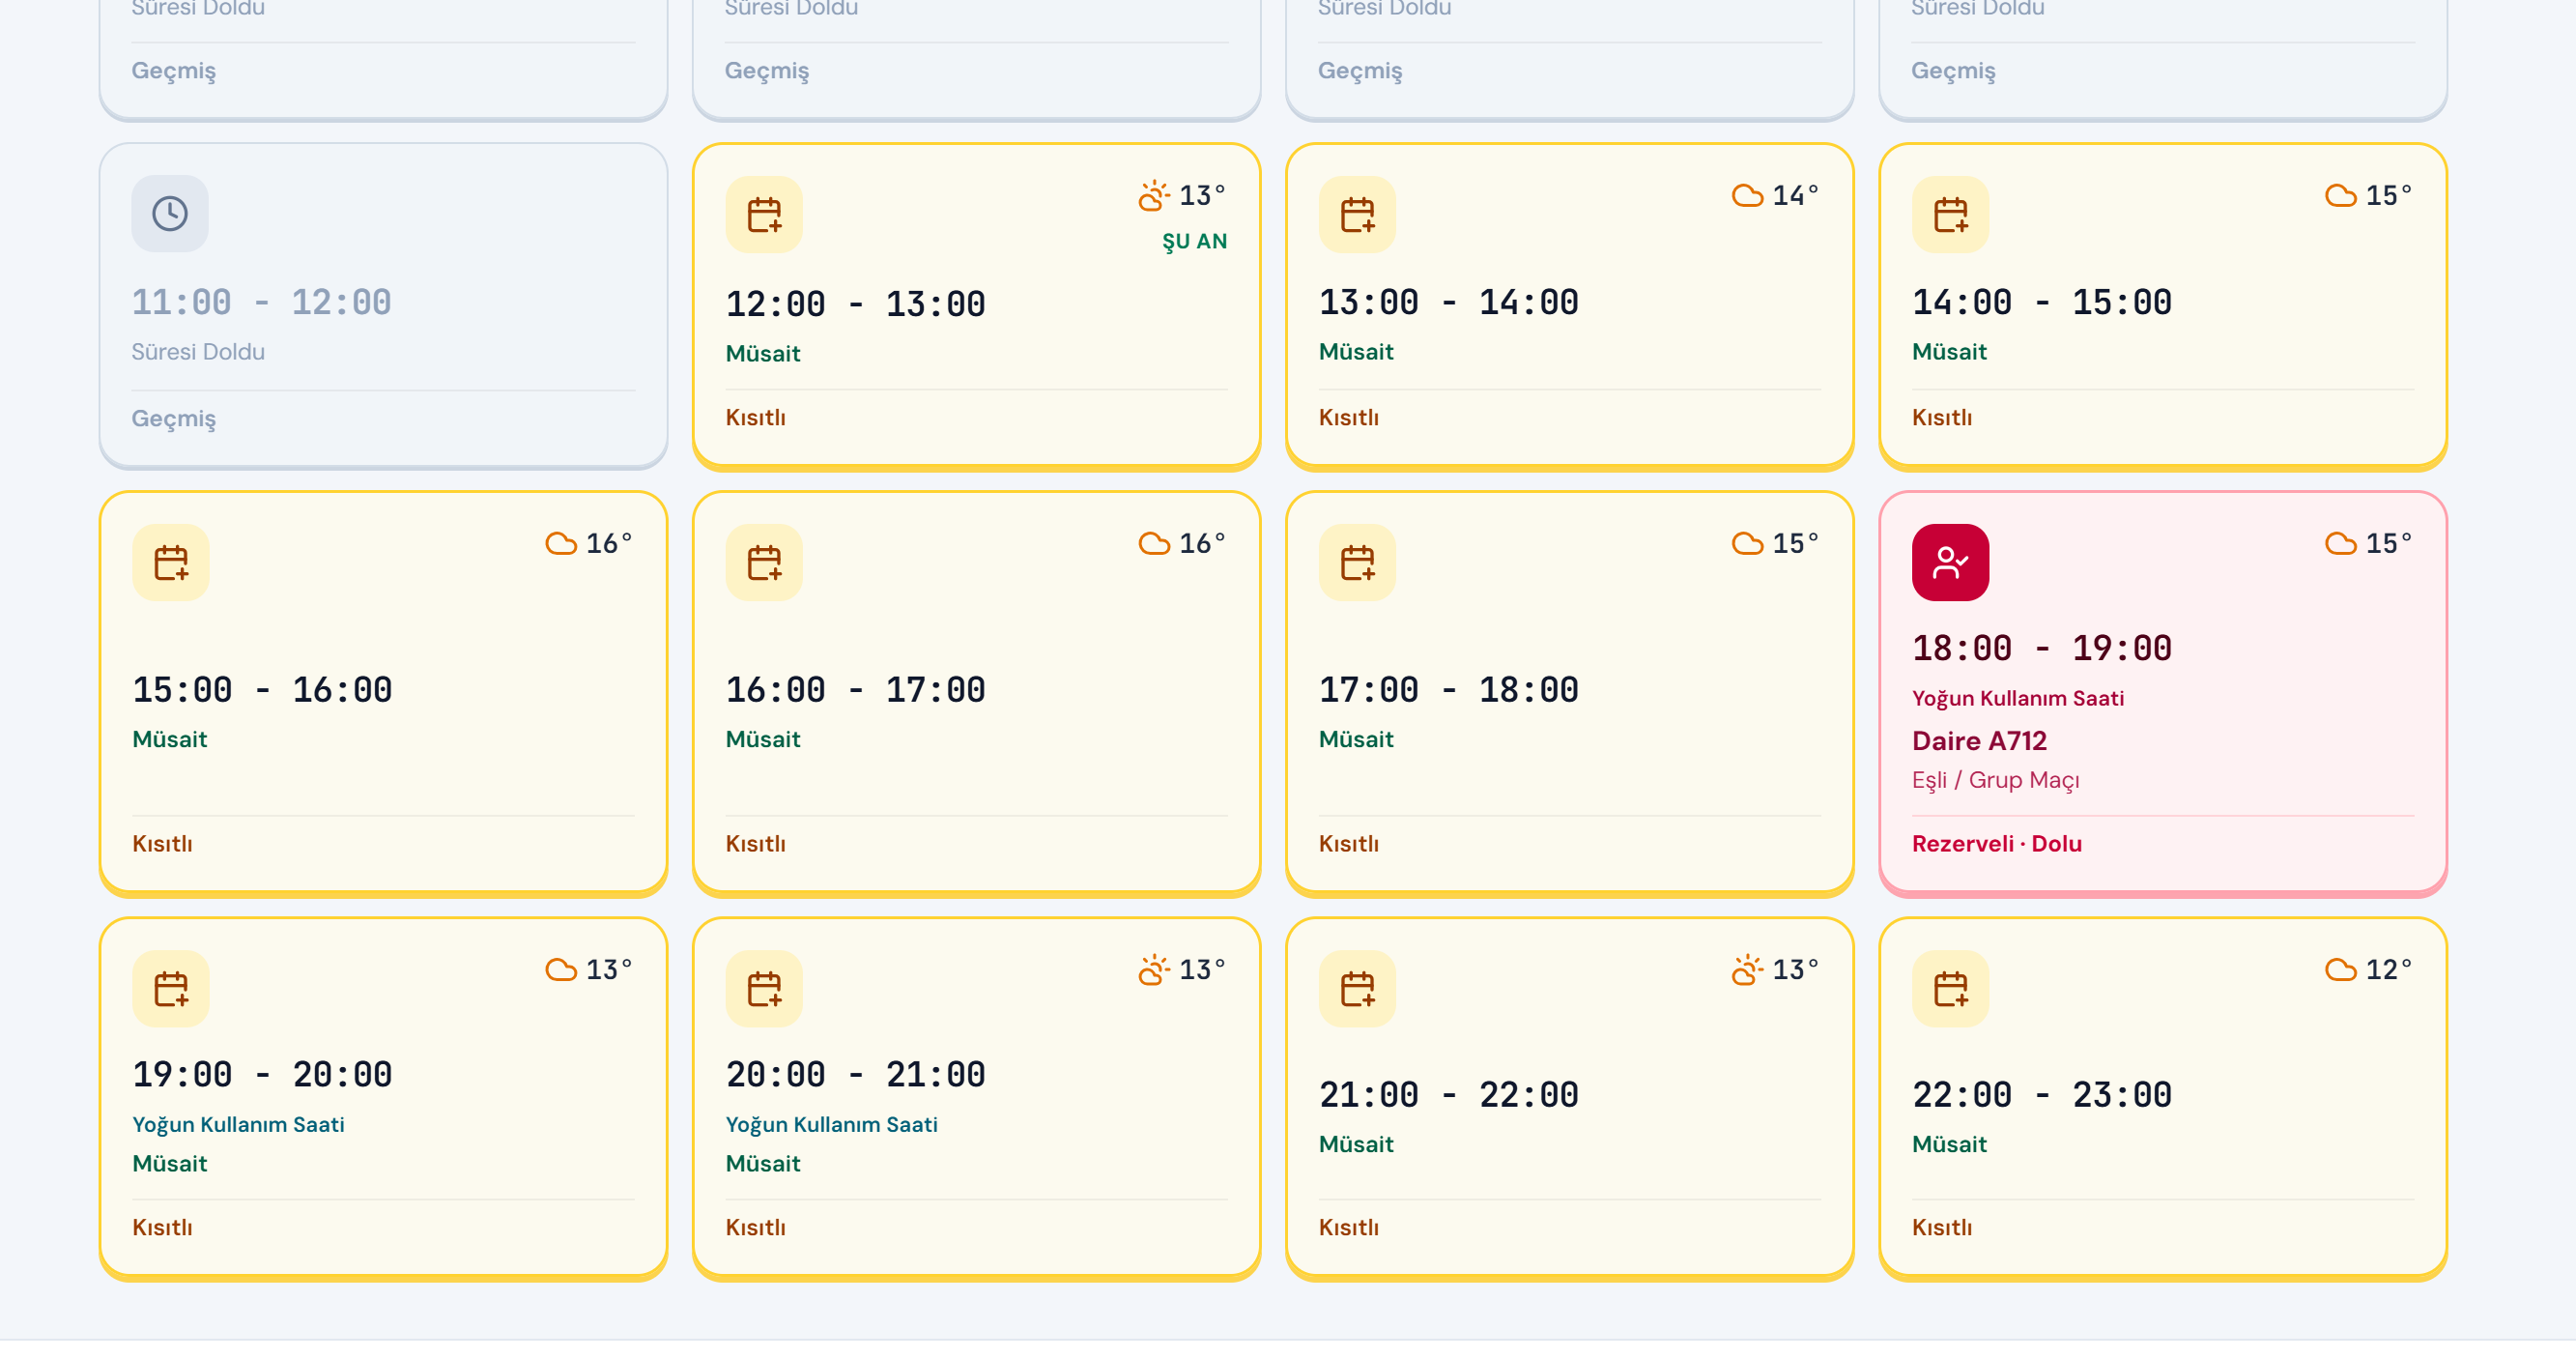 Süresi Doldu
Geçmiş
Süresi Doldu
Geçmiş
Süresi Doldu
Geçmiş
Süresi Doldu
Geçmiş
11:00 - 12:00
Süresi Doldu
Geçmiş
13°
ŞU AN
12:00 - 13:00
Müsait
Kısıtlı
14°
13:00 - 14:00
Müsait
Kısıtlı
15°
14:00 - 15:00
Müsait
Kısıtlı
16°
15:00 - 16:00
Müsait
Kısıtlı
16°
16:00 - 17:00
Müsait
Kısıtlı
15°
17:00 - 18:00
Müsait
Kısıtlı
15°
18:00 - 19:00
Yoğun Kullanım Saati
Daire A712
Eşli / Grup Maçı
Rezerveli · Dolu
13°
19:00 - 20:00
Yoğun Kullanım Saati
Müsait
Kısıtlı
13°
20:00 - 21:00
Yoğun Kullanım Saati
Müsait
Kısıtlı
13°
21:00 - 22:00
Müsait
Kısıtlı
12°
22:00 - 23:00
Müsait
Kısıtlı